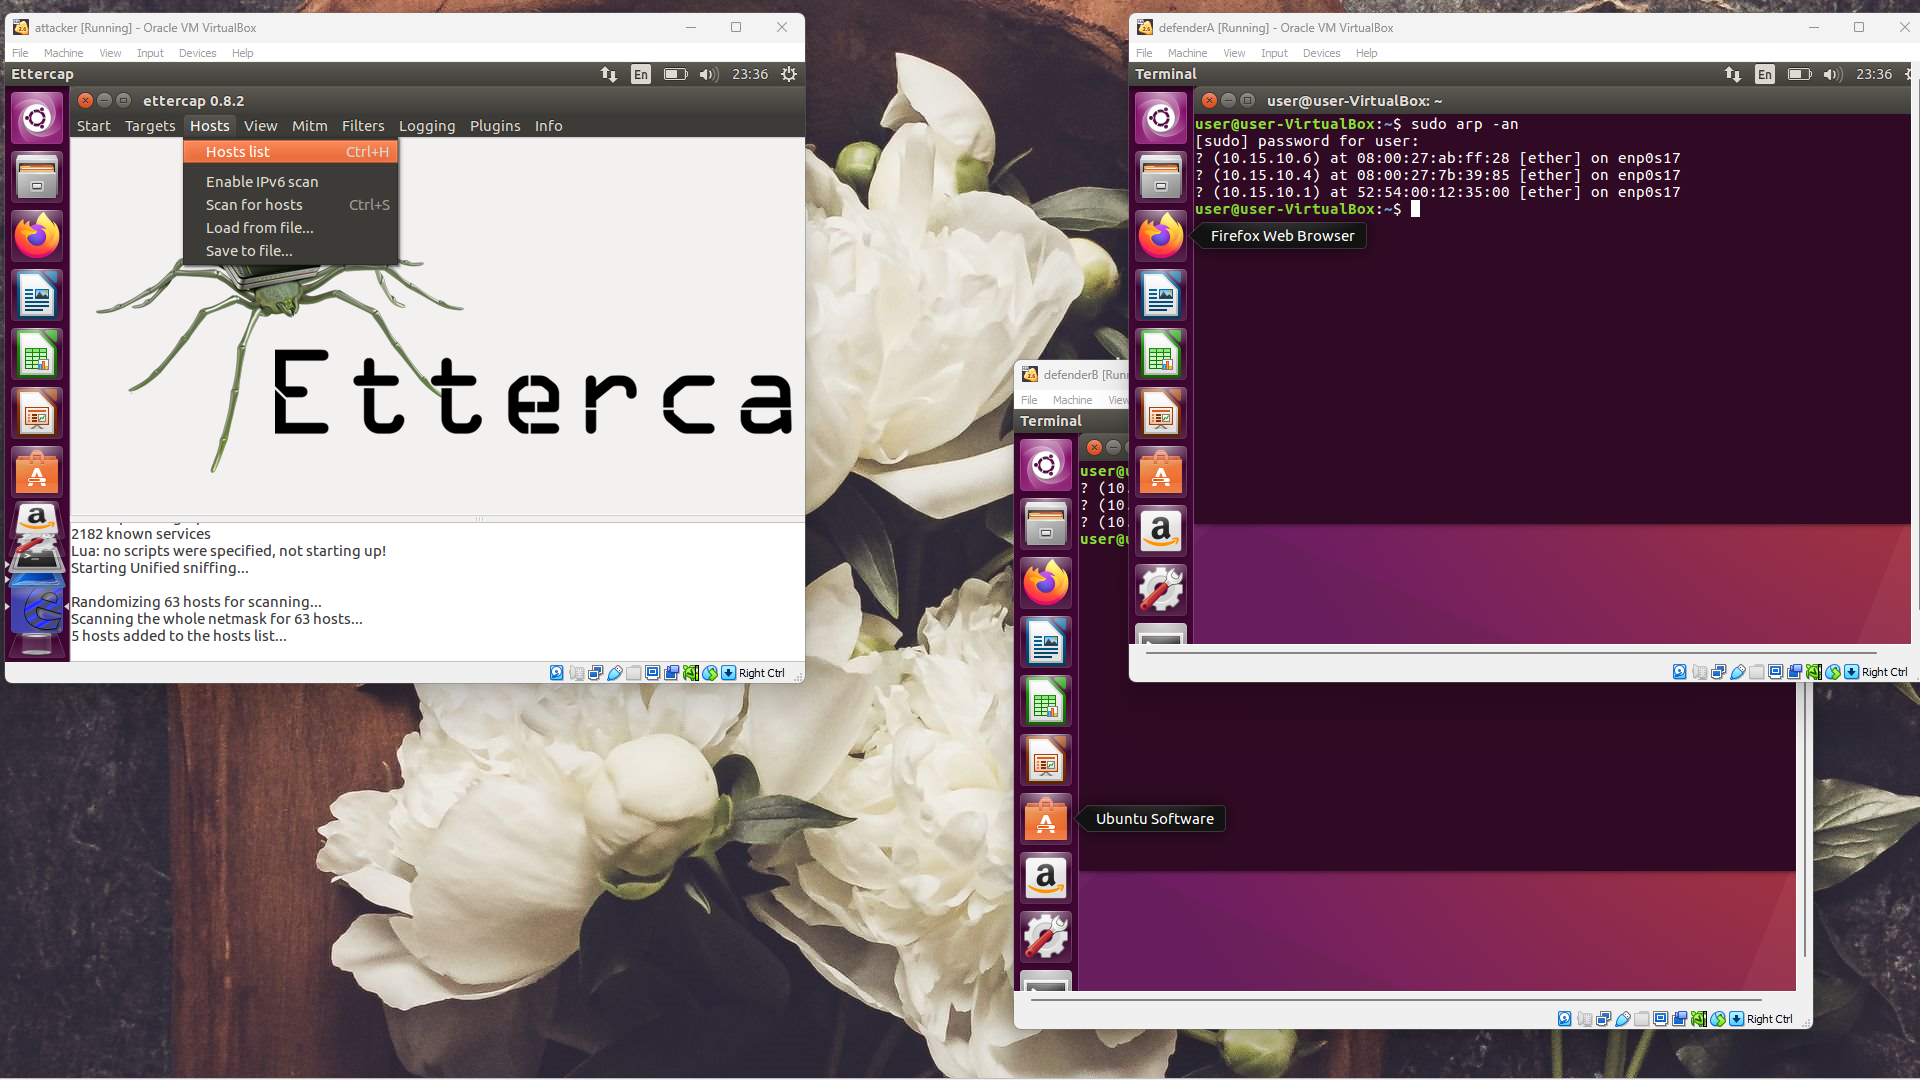 attacker [Running] - Oracle VM VirtualBox
File Machine View Input Devices Help
Ettercap
En
23:36
ettercap 0.8.2
Start Targets Hosts View Mitm Filters Logging Plugins Info
Hosts list Ctrl+H
Enable IPv6 scan
Scan for hosts Ctrl+S
Load from file...
Save to file...
Etterca
2182 known services
Lua: no scripts were specified, not starting up!
Starting Unified sniffing...
Randomizing 63 hosts for scanning...
Scanning the whole netmask for 63 hosts...
5 hosts added to the hosts list...
Right Ctrl
defenderA [Running] - Oracle VM VirtualBox
File Machine View Input Devices Help
Terminal
En
23:36
user@user-VirtualBox: ~
user@user-VirtualBox:~$ sudo arp -an
[sudo] password for user:
? (10.15.10.6) at 08:00:27:ab:ff:28 [ether] on enp0s17
? (10.15.10.4) at 08:00:27:7b:39:85 [ether] on enp0s17
? (10.15.10.1) at 52:54:00:12:35:00 [ether] on enp0s17
user@user-VirtualBox:~$
Firefox Web Browser
Right Ctrl
defenderB [Runn
File Machine View
Terminal
user@u
? (10.
? (10.
? (10.
user@u
Ubuntu Software
Right Ctrl